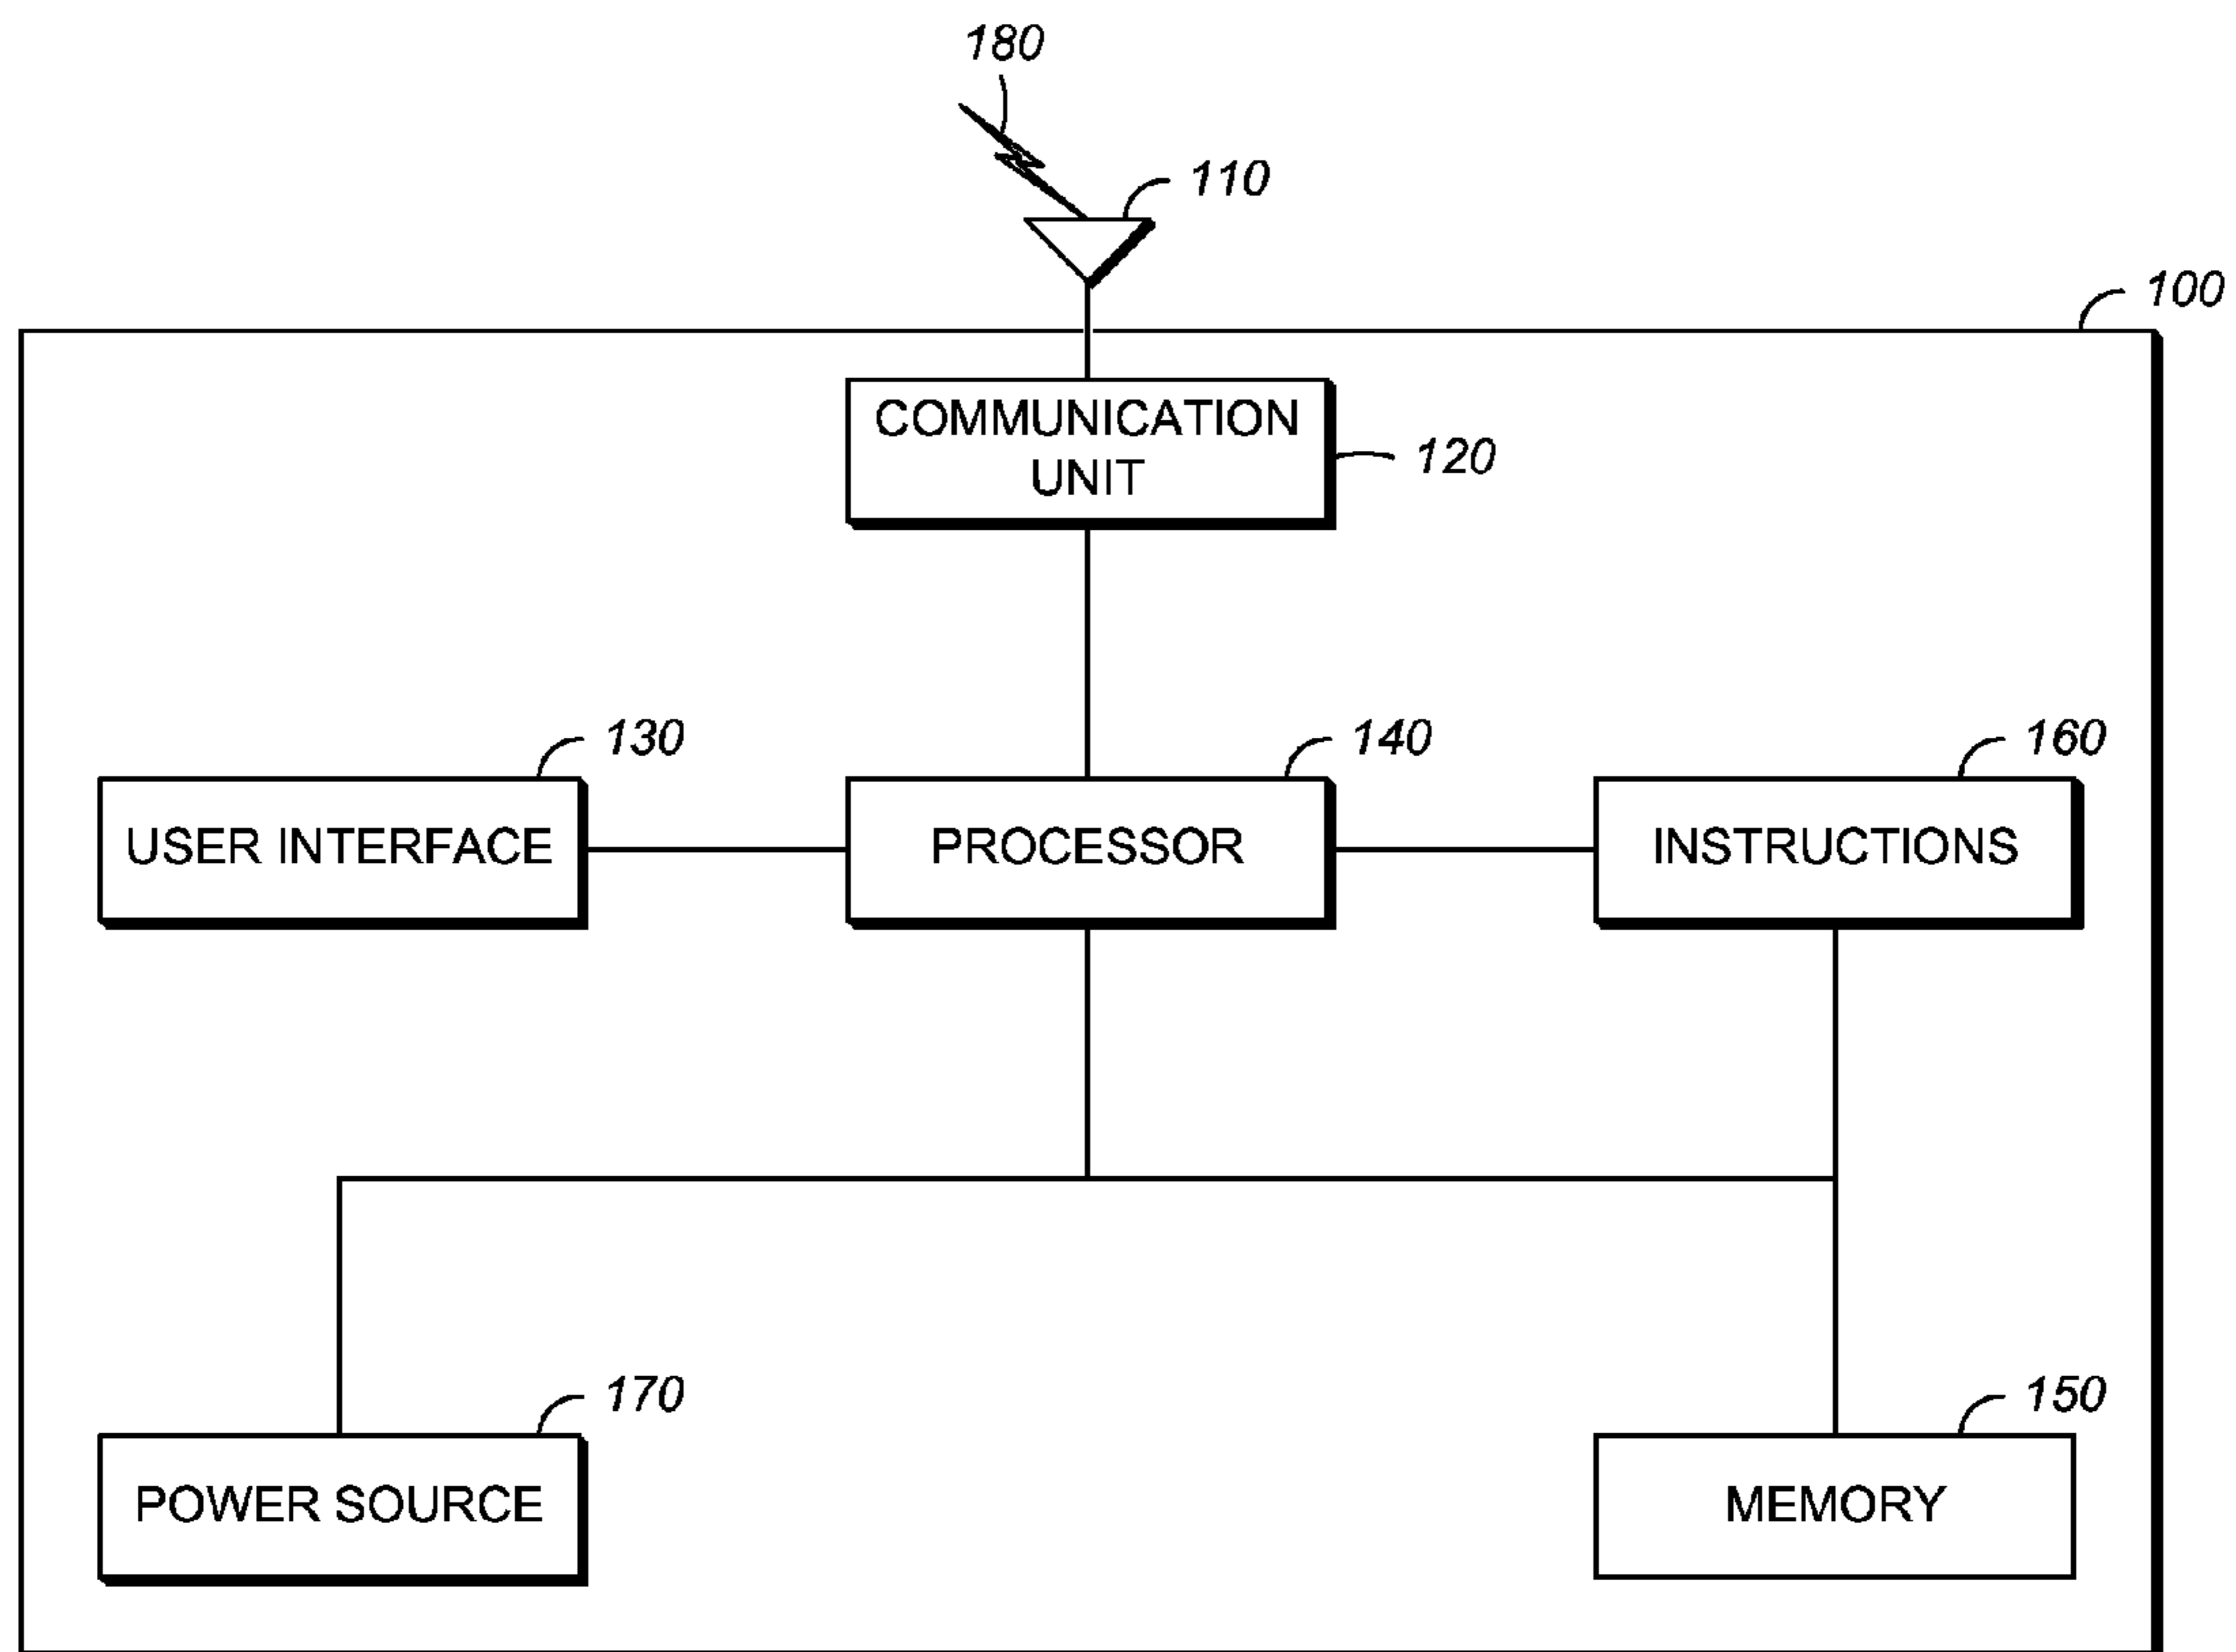 180
110
100
COMMUNICATION
UNIT
120
130
140
160
USER INTERFACE
PROCESSOR
INSTRUCTIONS
170
150
POWER SOURCE
MEMORY